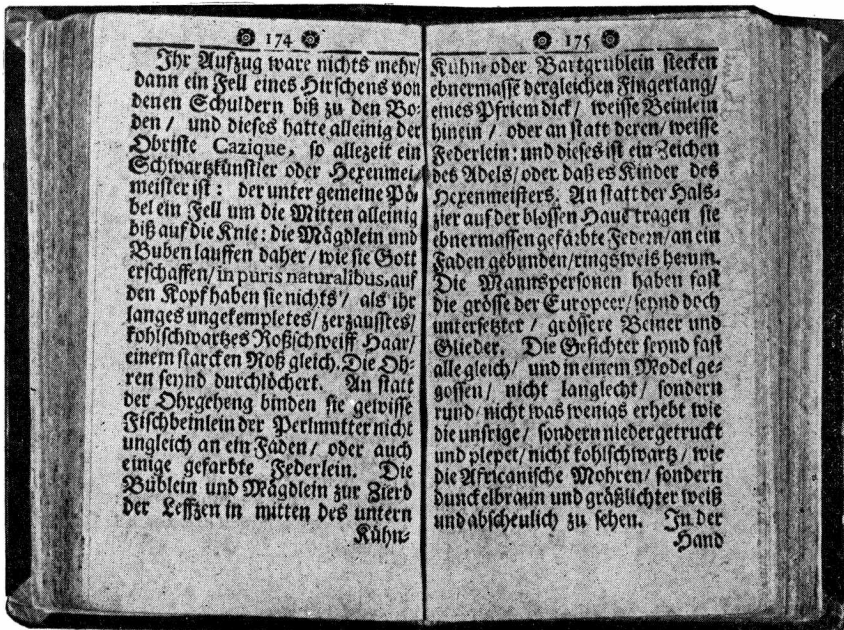 174
Ihr Aufzug ware nichts mehr/
dann ein Fell eines Hirschens von
denen Schuldern biß zu den Bo-
den / und dieses hatte alleinig der
Obriste Cazique, so allezeit ein
Schwartzkünstler oder Hexenmei-
meister ist : der unter gemeine Pö-
bel ein Fell um die Mitten alleinig
biß auf die Knie: die Mägdlein und
Buben lauffen daher/ wie sie Gott
erschaffen/ in puris naturalibus, auf
den Kopf haben sie nichts / als ihr
langes ungekempletes/ zerzausstes/
kohlschwartzes Roßschweiff Haar/
einem starcken Roß gleich. Die Oh-
ren seynd durchlöchert. An statt
der Ohrgeheng binden sie gewisse
Fischbeinlein der Perlmutter nicht
ungleich an ein Faden/ oder auch
einige gefarbte Federlein. Die
Büblein und Mägdlein zur Zierd
der Leffzen in mitten des untern
Kühn-
175
Kühn- oder Bartgrüblein stecken
ebnermasse dergleichen Fingerlang/
eines Pfriem dick/ weisse Beinlein
hinein / oder an statt deren/ weisse
Federlein: und dieses ist ein Zeichen
des Adels/ oder daß es Kinder des
Hexenmeisters. An statt der Hals-
zier auf der blossen Haut tragen sie
ebnermassen gefärbte Federn/ an ein
Faden gebunden/ ringsweis herum.
Die Mannspersonen haben fast
die grösse der Europeer/ seynd doch
untersetzter / grössere Beiner und
Glieder. Die Gesichter seynd fast
alle gleich/ und in einem Model ge-
gossen/ nicht langlecht/ sondern
rund/ nicht was wenigs erhebt wie
die unsrige/ sondern niedergetruckt
und plepet/ nicht kohlschwartz/ wie
die Africanische Mohren/ sondern
dunckelbraun und gräßlichter weiß
und abscheulich zu sehen. In der
Hand